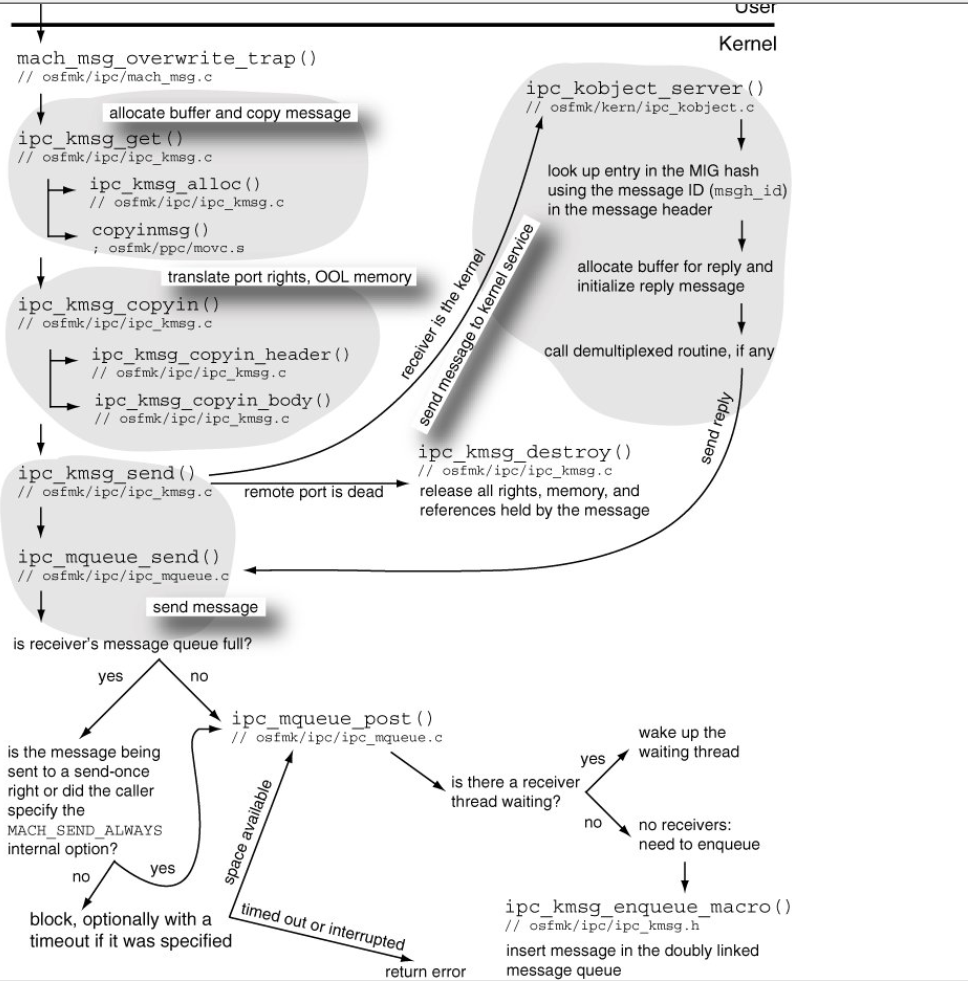 User
Kernel
mach_msg_overwrite_trap()
// osfmk/ipc/mach_msg.c
allocate buffer and copy message
ipc_kmsg_get()
// osfmk/ipc/ipc_kmsg.c
ipc_kmsg_alloc()
// osfmk/ipc/ipc_kmsg.c
copyinmsg()
; osfmk/ppc/movc.s
translate port rights, OOL memory
ipc_kmsg_copyin()
// osfmk/ipc/ipc_kmsg.c
ipc_kmsg_copyin_header()
// osfmk/ipc/ipc_kmsg.c
ipc_kmsg_copyin_body()
// osfmk/ipc/ipc_kmsg.c
ipc_kmsg_send()
// osfmk/ipc/ipc_kmsg.c
receiver is the kernel
send message to kernel service
ipc_kobject_server()
// osfmk/kern/ipc_kobject.c
look up entry in the MIG hash
using the message ID (msgh_id)
in the message header
allocate buffer for reply and
initialize reply message
call demultiplexed routine, if any
send reply
remote port is dead
ipc_kmsg_destroy()
// osfmk/ipc/ipc_kmsg.c
release all rights, memory, and
references held by the message
ipc_mqueue_send()
// osfmk/ipc/ipc_mqueue.c
send message
is receiver's message queue full?
yes
no
is the message being
sent to a send-once
right or did the caller
specify the
MACH_SEND_ALWAYS
internal option?
no
yes
block, optionally with a
timeout if it was specified
ipc_mqueue_post()
// osfmk/ipc/ipc_mqueue.c
space available
timed out or interrupted
return error
is there a receiver
thread waiting?
yes
wake up the
waiting thread
no
no receivers:
need to enqueue
ipc_kmsg_enqueue_macro()
// osfmk/ipc/ipc_kmsg.h
insert message in the doubly linked
message queue